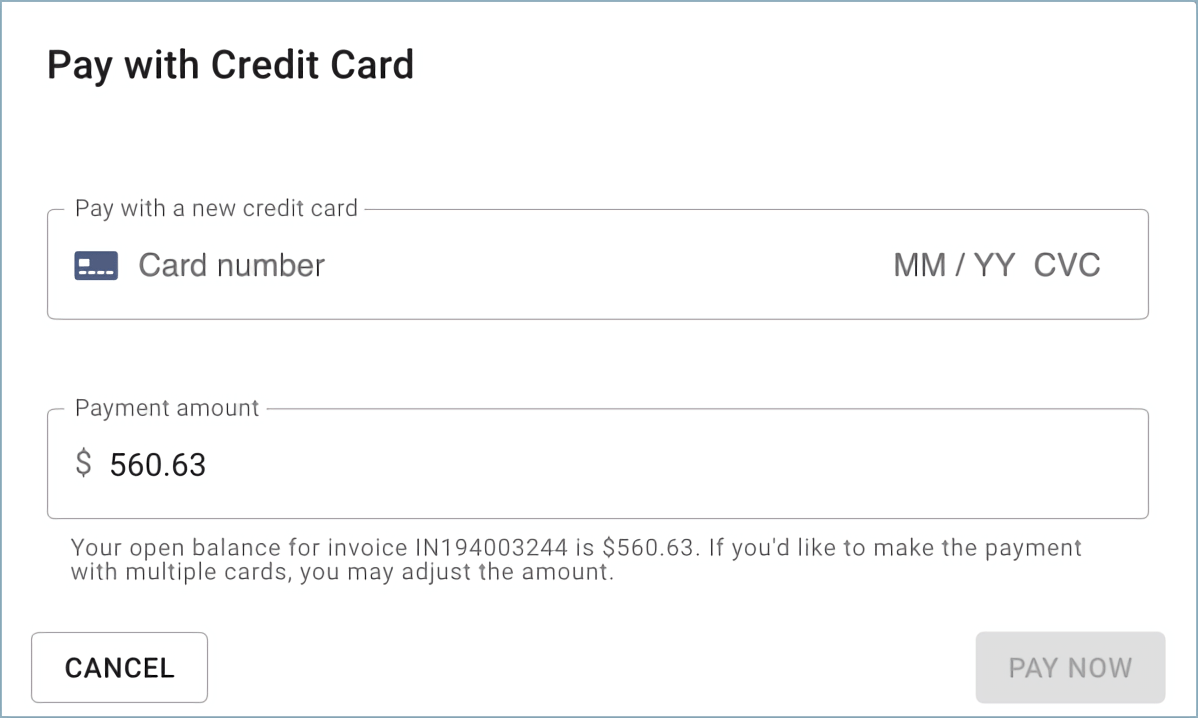 Pay with Credit Card
Pay with a new credit card
Card number MM / YY CVC
Payment amount
$ 560.63
Your open balance for invoice IN194003244 is $560.63. If you'd like to make the payment
with multiple cards, you may adjust the amount.
CANCEL PAY NOW